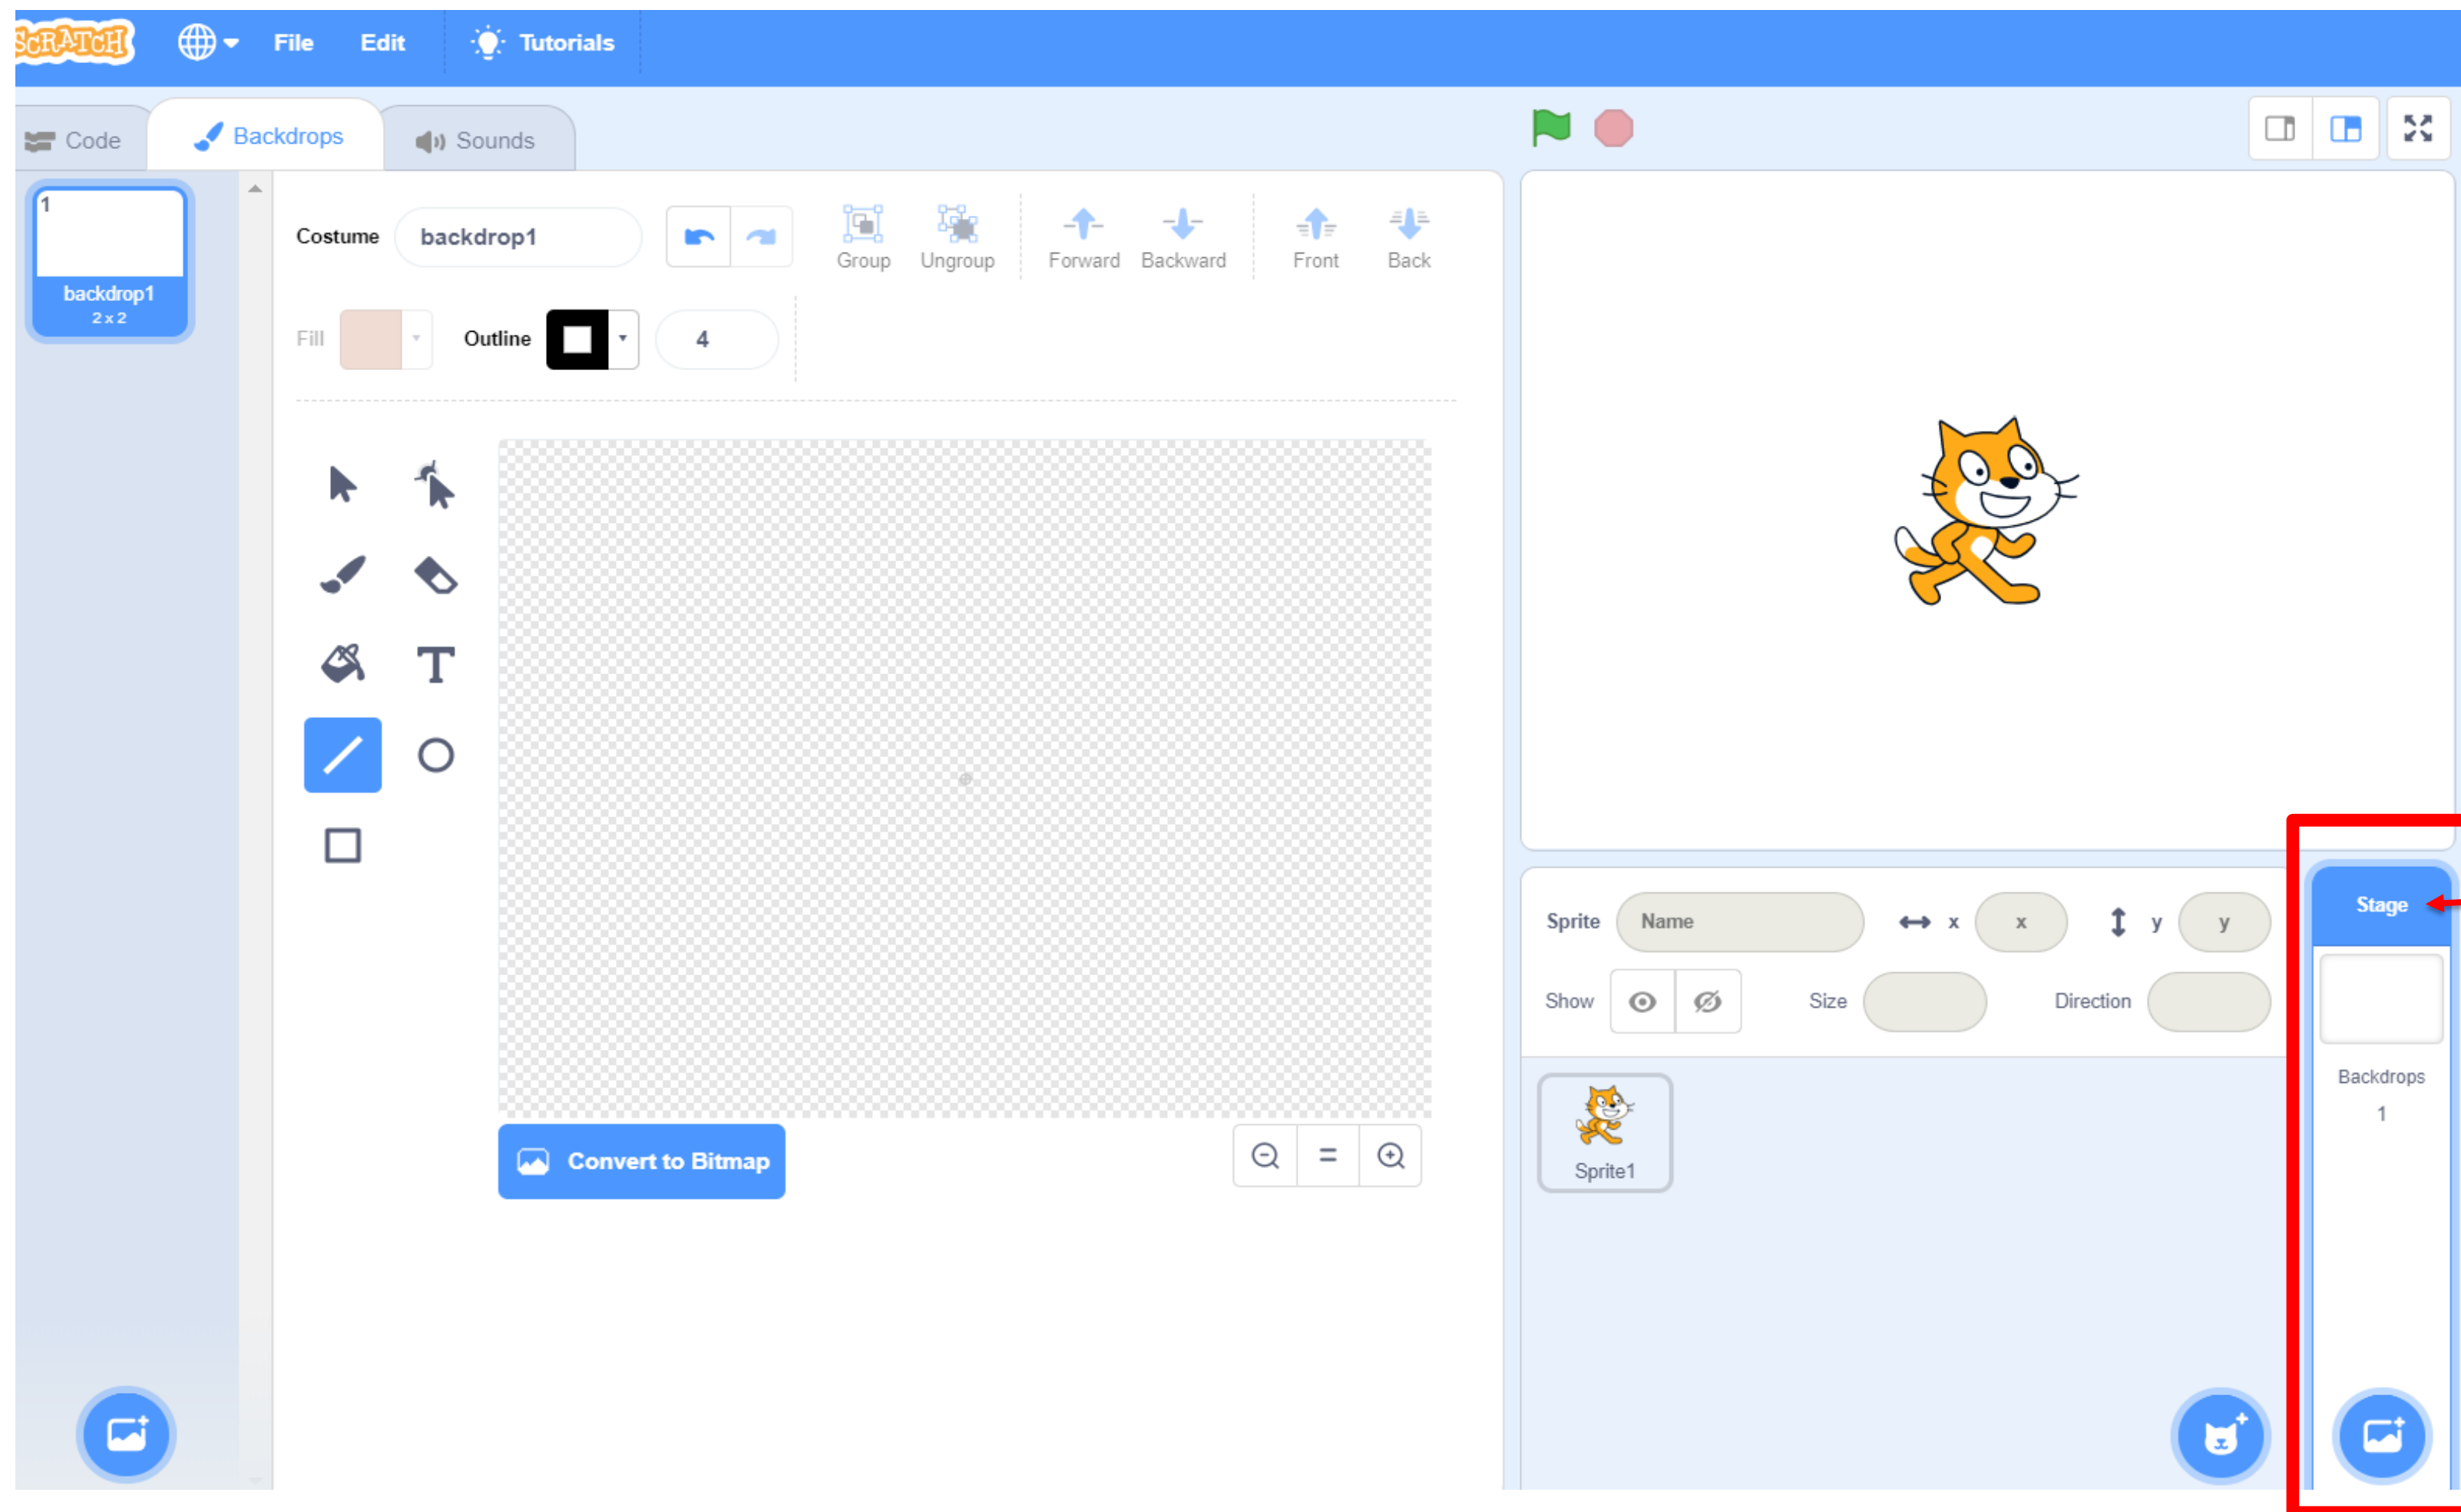 SCRATCH File Edit Tutorials
Code Backdrops Sounds
1
backdrop1
2 x 2
Costume backdrop1
Group Ungroup Forward Backward Front Back
Fill Outline 4
T
Convert to Bitmap
=
Sprite Name x x y y
Show Size Direction
Sprite1
Stage
Backdrops
1